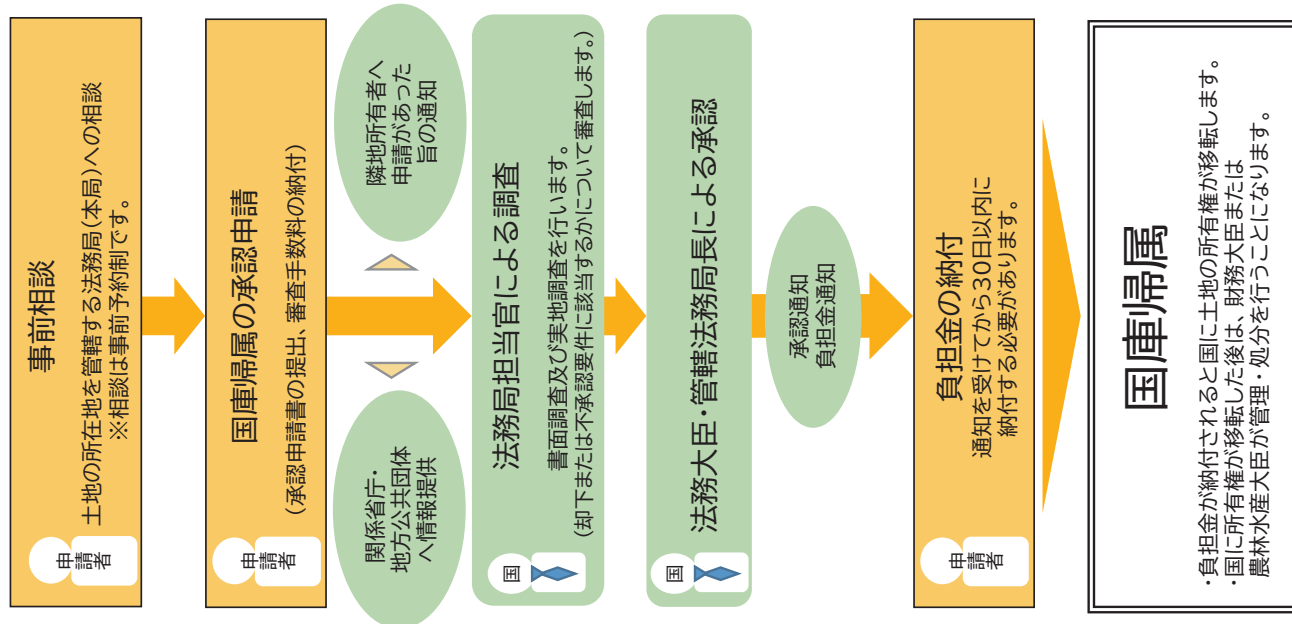 事前相談
土地の所在地を管轄する法務局(本局)への相談
※相談は事前予約制です。
申請者
国庫帰属の承認申請
(承認申請書の提出、審査手数料の納付)
申請者
関係省庁・
地方公共団体
へ情報提供
隣地所有者へ
申請があった
旨の通知
法務局担当官による調査
書面調査及び実地調査を行います。
(却下または不承認要件に該当するかについて審査します。)
国
法務大臣・管轄法務局長による承認
国
承認通知
負担金通知
負担金の納付
通知を受けてから30日以内に
納付する必要があります。
申請者
国庫帰属
・負担金が納付されると国に土地の所有権が移転します。
・国に所有権が移転した後は、財務大臣または
農林水産大臣が管理・処分を行うことになります。